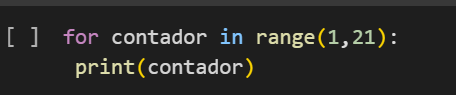 [ ] for contador in range(1,21):
print(contador)